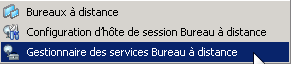 Bureaux à distance
Configuration d'hôte de session Bureau à distance
Gestionnaire des services Bureau à distance